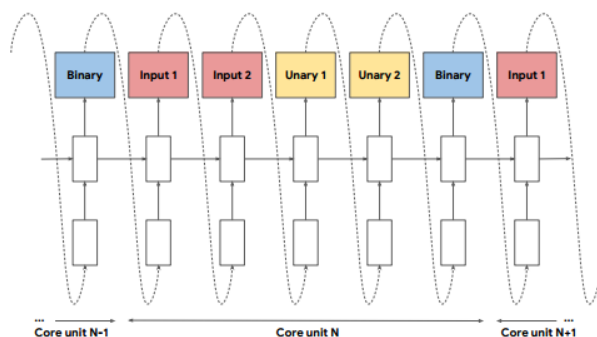 Binary
Input 1
Input 2
Unary 1
Unary 2
Binary
Input 1
... ...
Core unit N-1 Core unit N Core unit N+1